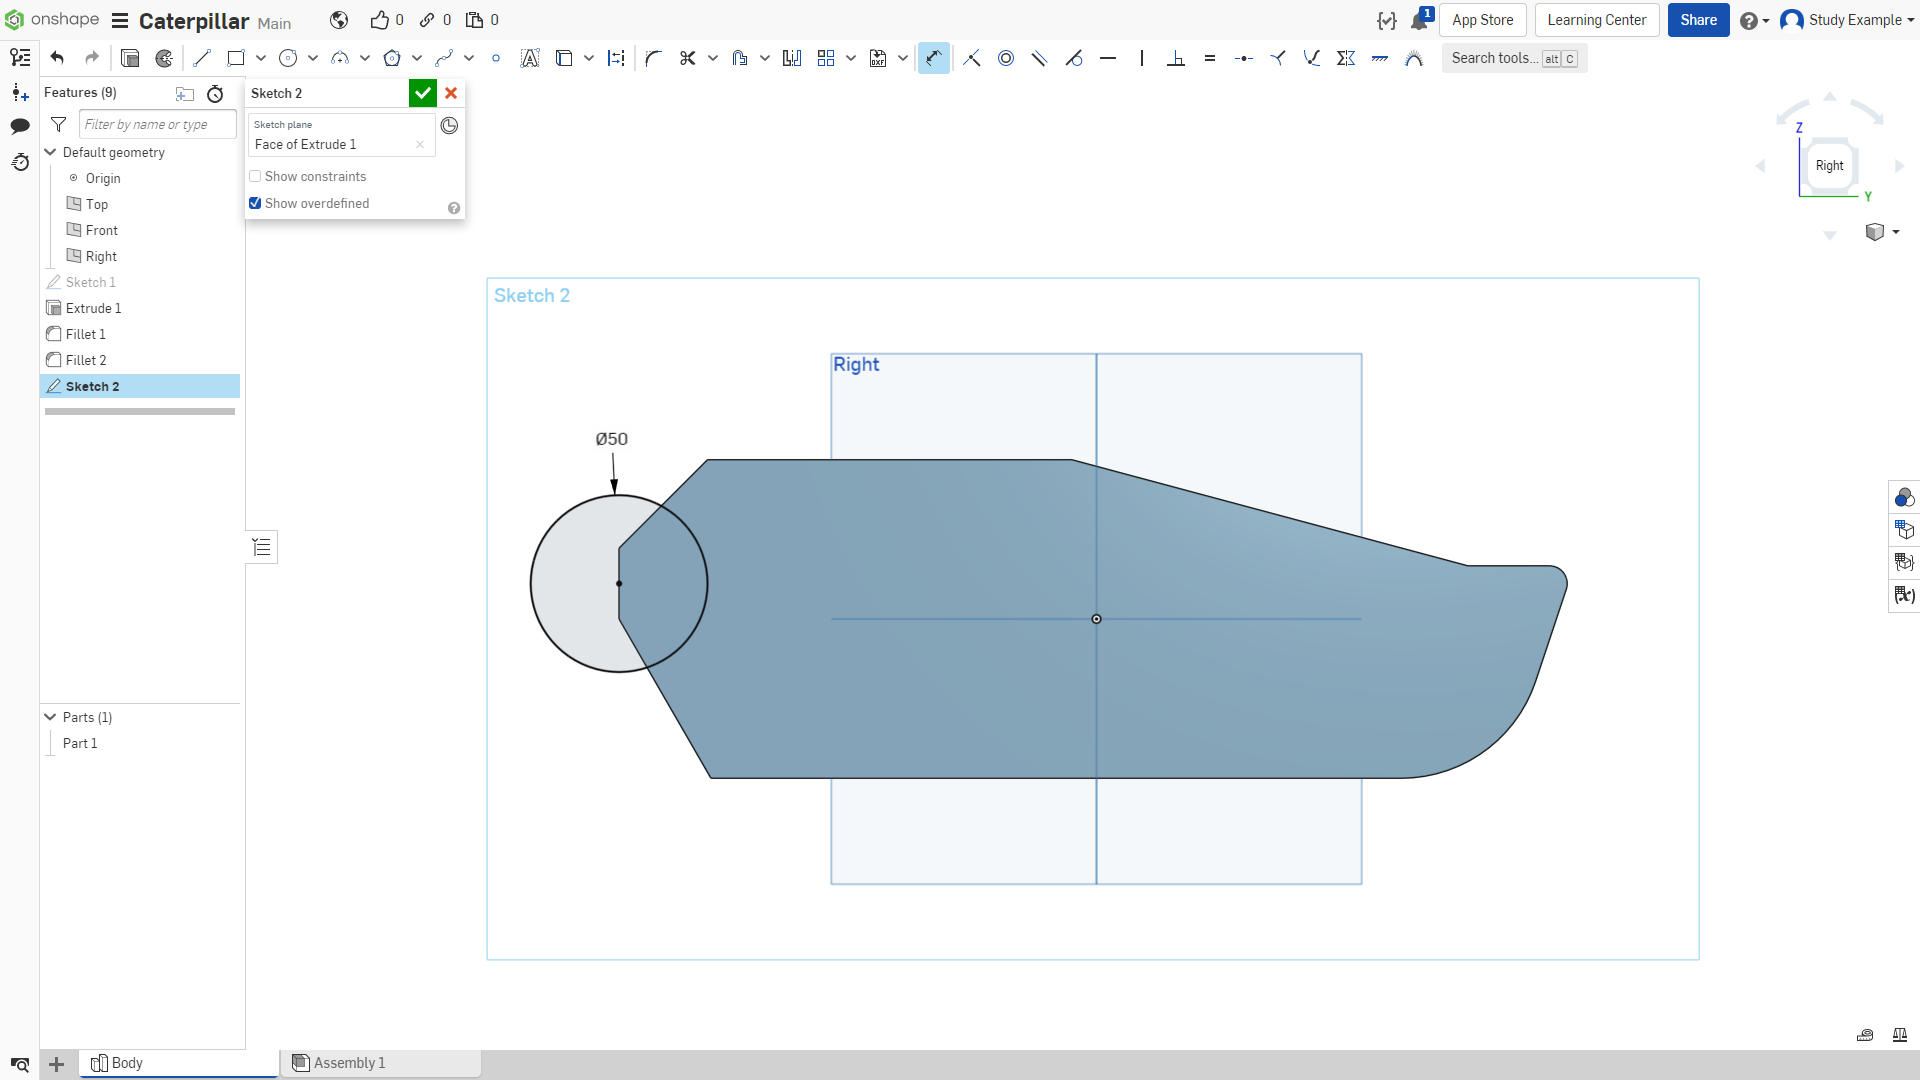 onshape Caterpillar Main 0 0 0 1 App Store Learning Center Share Study Example
DXF Search tools... alt C
Features (9)
Filter by name or type
Default geometry
Origin
Top
Front
Right
Sketch 1
Extrude 1
Fillet 1
Fillet 2
Sketch 2
Parts (1)
Part 1
Sketch 2
Sketch plane
Face of Extrude 1
Show constraints
Show overdefined
Sketch 2
Right
Ø50
Z
Right
Y
(x)
Body Assembly 1